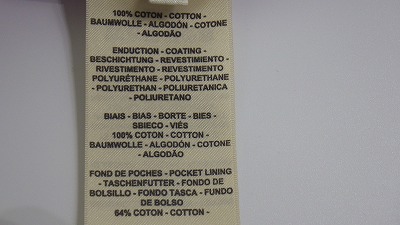 100% COTON - COTTON -
BAUMWOLLE - ALGODÓN - COTONE
- ALGODÃO
ENDUCTION - COATING -
BESCHICHTUNG - REVESTIMIENTO -
RIVESTIMENTO - REVESTIMENTO
POLYURÉTHANE - POLYURETHANE
- POLYURETHAN - POLIURETANICA
- POLIURETANO
BIAIS - BIAS - BORTE - BIES -
SBIECO - VIÉS
100% COTON - COTTON -
BAUMWOLLE - ALGODÓN - COTONE
- ALGODÃO
FOND DE POCHES - POCKET LINING
- TASCHENFUTTER - FONDO DE
BOLSILLO - FONDO TASCA - FUNDO
DE BOLSO
64% COTON - COTTON -